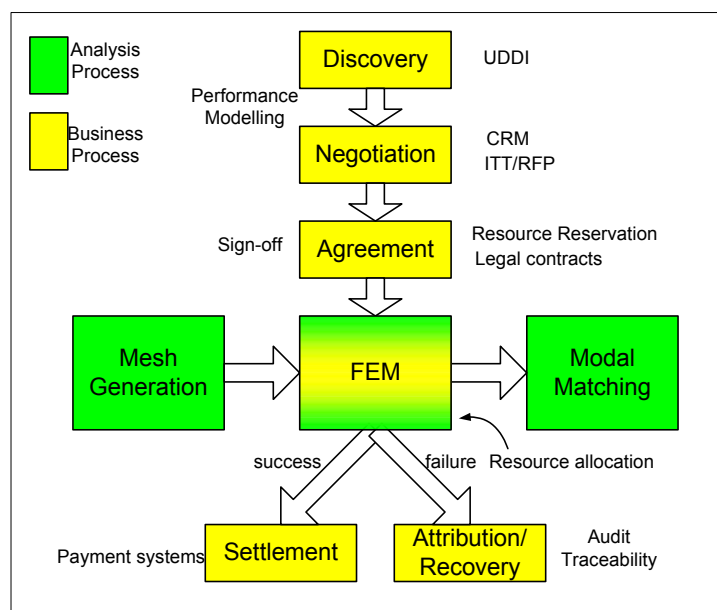 Analysis
Process
Business
Process
Discovery
UDDI
Performance
Modelling
Negotiation
CRM
ITT/RFP
Sign-off
Agreement
Resource Reservation
Legal contracts
Mesh
Generation
FEM
Modal
Matching
success
failure
Resource allocation
Payment systems
Settlement
Attribution/
Recovery
Audit
Traceability